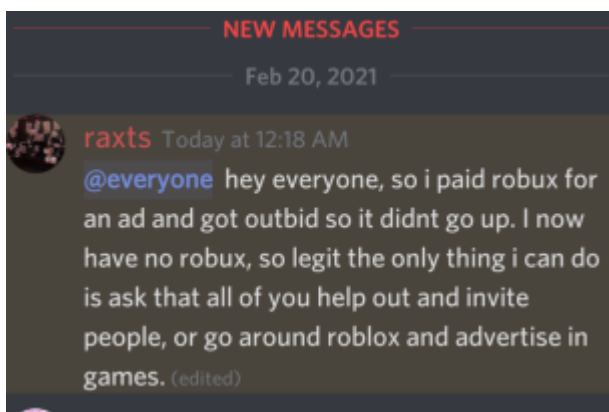 NEW MESSAGES
Feb 20, 2021
raxts Today at 12:18 AM
@everyone hey everyone, so i paid robux for
an ad and got outbid so it didnt go up. I now
have no robux, so legit the only thing i can do
is ask that all of you help out and invite
people, or go around roblox and advertise in
games. (edited)